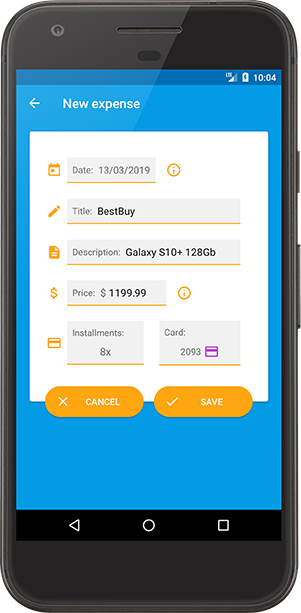 LTE 10:04
New expense
Date: 13/03/2019
Title: BestBuy
Description: Galaxy S10+ 128Gb
Price: $ 1199.99
Installments: Card:
8x 2093
CANCEL SAVE